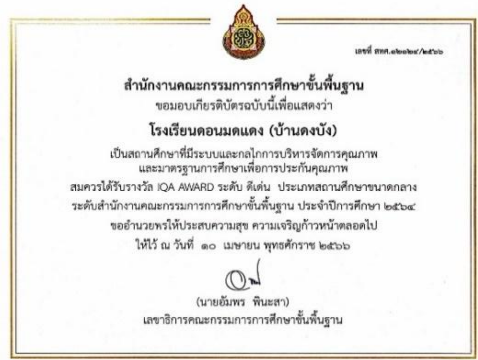 เลขที่ สทศ.๑๒๑๒๔/๒๕๖๖
สำนักงานคณะกรรมการการศึกษาขั้นพื้นฐาน
ขอมอบเกียรติบัตรฉบับนี้เพื่อแสดงว่า
โรงเรียนดอนมดแดง (บ้านดงบัง)
เป็นสถานศึกษาที่มีระบบและกลไกการบริหารจัดการคุณภาพ
และมาตรฐานการศึกษาเพื่อการประกันคุณภาพ
สมควรได้รับรางวัล IQA AWARD ระดับ ดีเด่น ประเภทสถานศึกษาขนาดกลาง
ระดับสำนักงานคณะกรรมการการศึกษาขั้นพื้นฐาน ประจำปีการศึกษา ๒๕๖๔
ขออำนวยพรให้ประสบความสุข ความเจริญก้าวหน้าตลอดไป
ให้ไว้ ณ วันที่ ๑๐ เมษายน พุทธศักราช ๒๕๖๖
(นายอัมพร พินะสา)
เลขาธิการคณะกรรมการการศึกษาขั้นพื้นฐาน